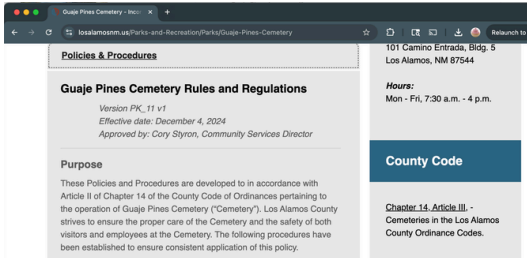 Guaje Pines Cemetery - Incor
losalamosnm.us/Parks-and-Recreation/Parks/Guaje-Pines-Cemetery
Relaunch to
Policies & Procedures
Guaje Pines Cemetery Rules and Regulations
Version PK_11 v1
Effective date: December 4, 2024
Approved by: Cory Styron, Community Services Director
Purpose
These Policies and Procedures are developed to in accordance with
Article II of Chapter 14 of the County Code of Ordinances pertaining to
the operation of Guaje Pines Cemetery ("Cemetery"). Los Alamos County
strives to ensure the proper care of the Cemetery and the safety of both
visitors and employees at the Cemetery. The following procedures have
been established to ensure consistent application of this policy.
101 Camino Entrada, Bldg. 5
Los Alamos, NM 87544
Hours:
Mon - Fri, 7:30 a.m. - 4 p.m.
County Code
Chapter 14, Article III. -
Cemeteries in the Los Alamos
County Ordinance Codes.